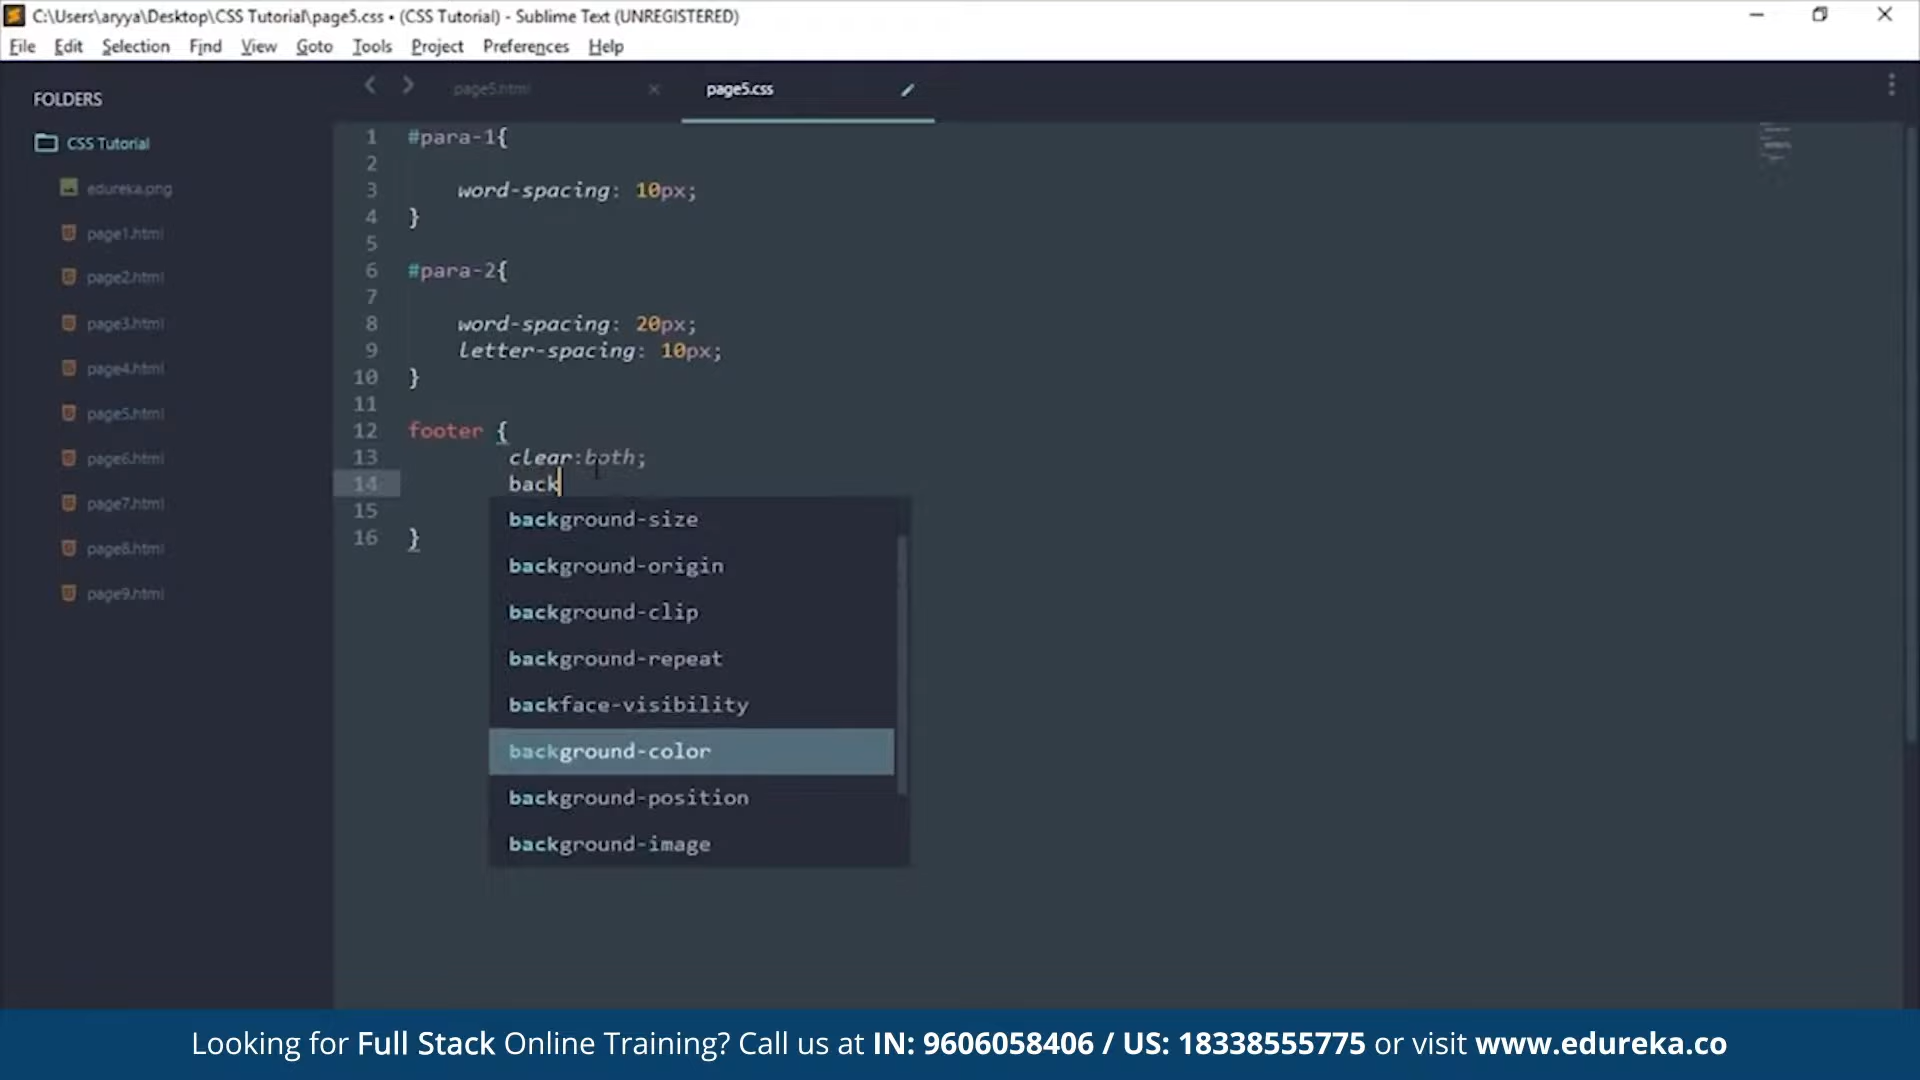 C:\Users\aryya\Desktop\CSS Tutorial\page5.css • (CSS Tutorial) - Sublime Text (UNREGISTERED)
File Edit Selection Find View Goto Tools Project Preferences Help
FOLDERS
CSS Tutorial
edureka.png
page1.html
page2.html
page3.html
page4.html
page5.html
page6.html
page7.html
page8.html
page9.html
page5.html
page5.css
1 #para-1{
2
3 word-spacing: 10px;
4 }
5
6 #para-2{
7
8 word-spacing: 20px;
9 letter-spacing: 10px;
10 }
11
12 footer {
13 clear:both;
14 back
15
16 }
background-size
background-origin
background-clip
background-repeat
backface-visibility
background-color
background-position
background-image
Looking for Full Stack Online Training? Call us at IN: 9606058406 / US: 18338555775 or visit www.edureka.co